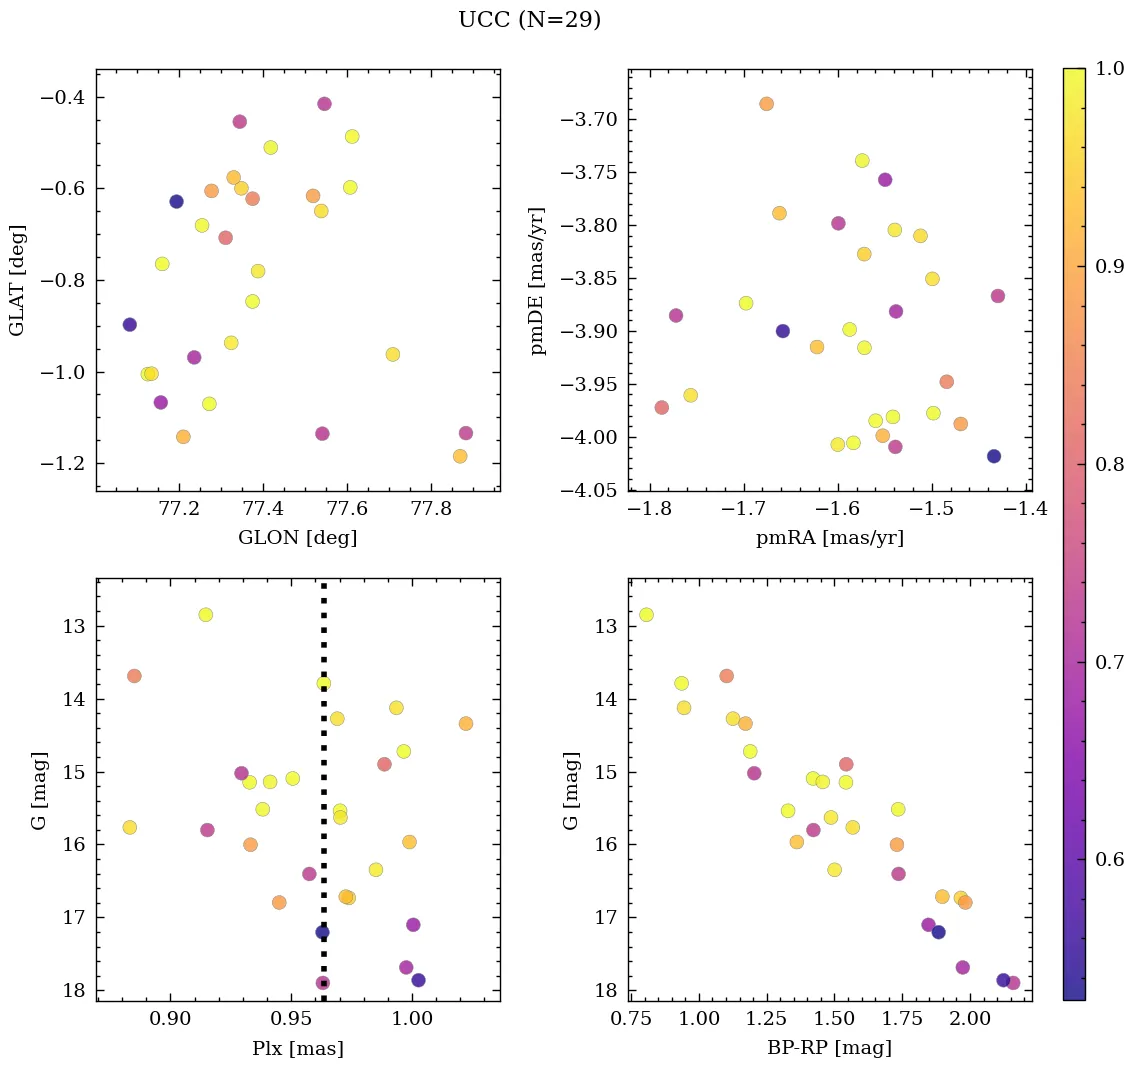 UCC (N=29)
−0.4
−0.6
−0.8
−1.0
−1.2
GLAT [deg]
77.2 77.4 77.6 77.8
GLON [deg]
−3.70
−3.75
−3.80
−3.85
−3.90
−3.95
−4.00
−4.05
pmDE [mas/yr]
−1.8 −1.7 −1.6 −1.5 −1.4
pmRA [mas/yr]
1.0
0.9
0.8
0.7
0.6
13
14
15
16
17
18
G [mag]
0.90 0.95 1.00
Plx [mas]
13
14
15
16
17
18
G [mag]
0.75 1.00 1.25 1.50 1.75 2.00
BP-RP [mag]